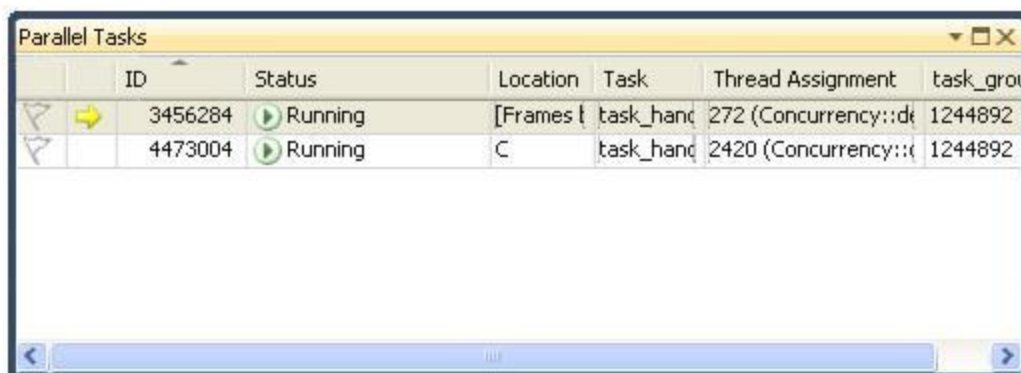 Parallel Tasks
ID Status Location Task Thread Assignment task_grou
3456284 Running [Frames b task_hand 272 (Concurrency::de 1244892
4473004 Running C task_hand 2420 (Concurrency::( 1244892